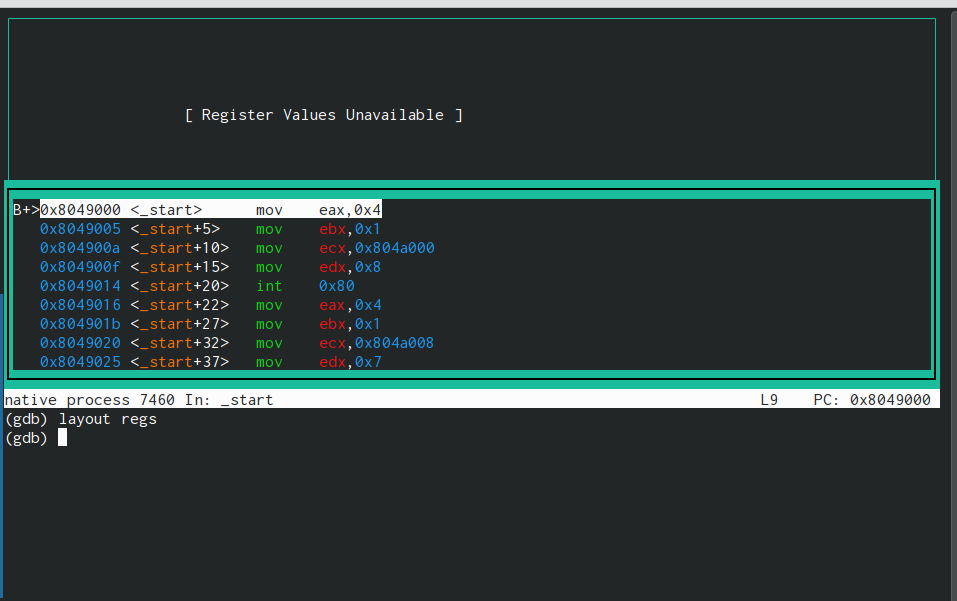 [ Register Values Unavailable ]
B+>0x8049000 <_start>      mov    eax,0x4
   0x8049005 <_start+5>    mov    ebx,0x1
   0x804900a <_start+10>   mov    ecx,0x804a000
   0x804900f <_start+15>   mov    edx,0x8
   0x8049014 <_start+20>   int    0x80
   0x8049016 <_start+22>   mov    eax,0x4
   0x804901b <_start+27>   mov    ebx,0x1
   0x8049020 <_start+32>   mov    ecx,0x804a008
   0x8049025 <_start+37>   mov    edx,0x7
native process 7460 In: _start                                                      L9    PC: 0x8049000
(gdb) layout regs
(gdb)